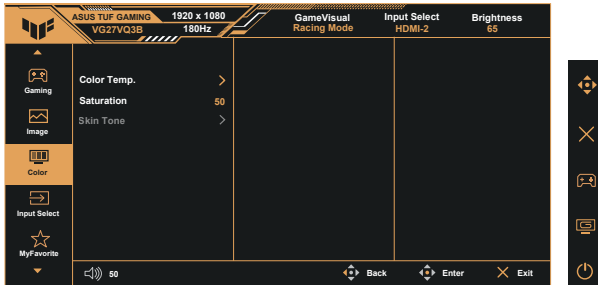 ASUS TUF GAMING 1920 x 1080
VG27VQ3B 180Hz
GameVisual
Racing Mode
Input Select
HDMI-2
Brightness
65
Gaming
Image
Color
Input Select
MyFavorite
Color Temp.
Saturation 50
Skin Tone
50
Back
Enter
Exit